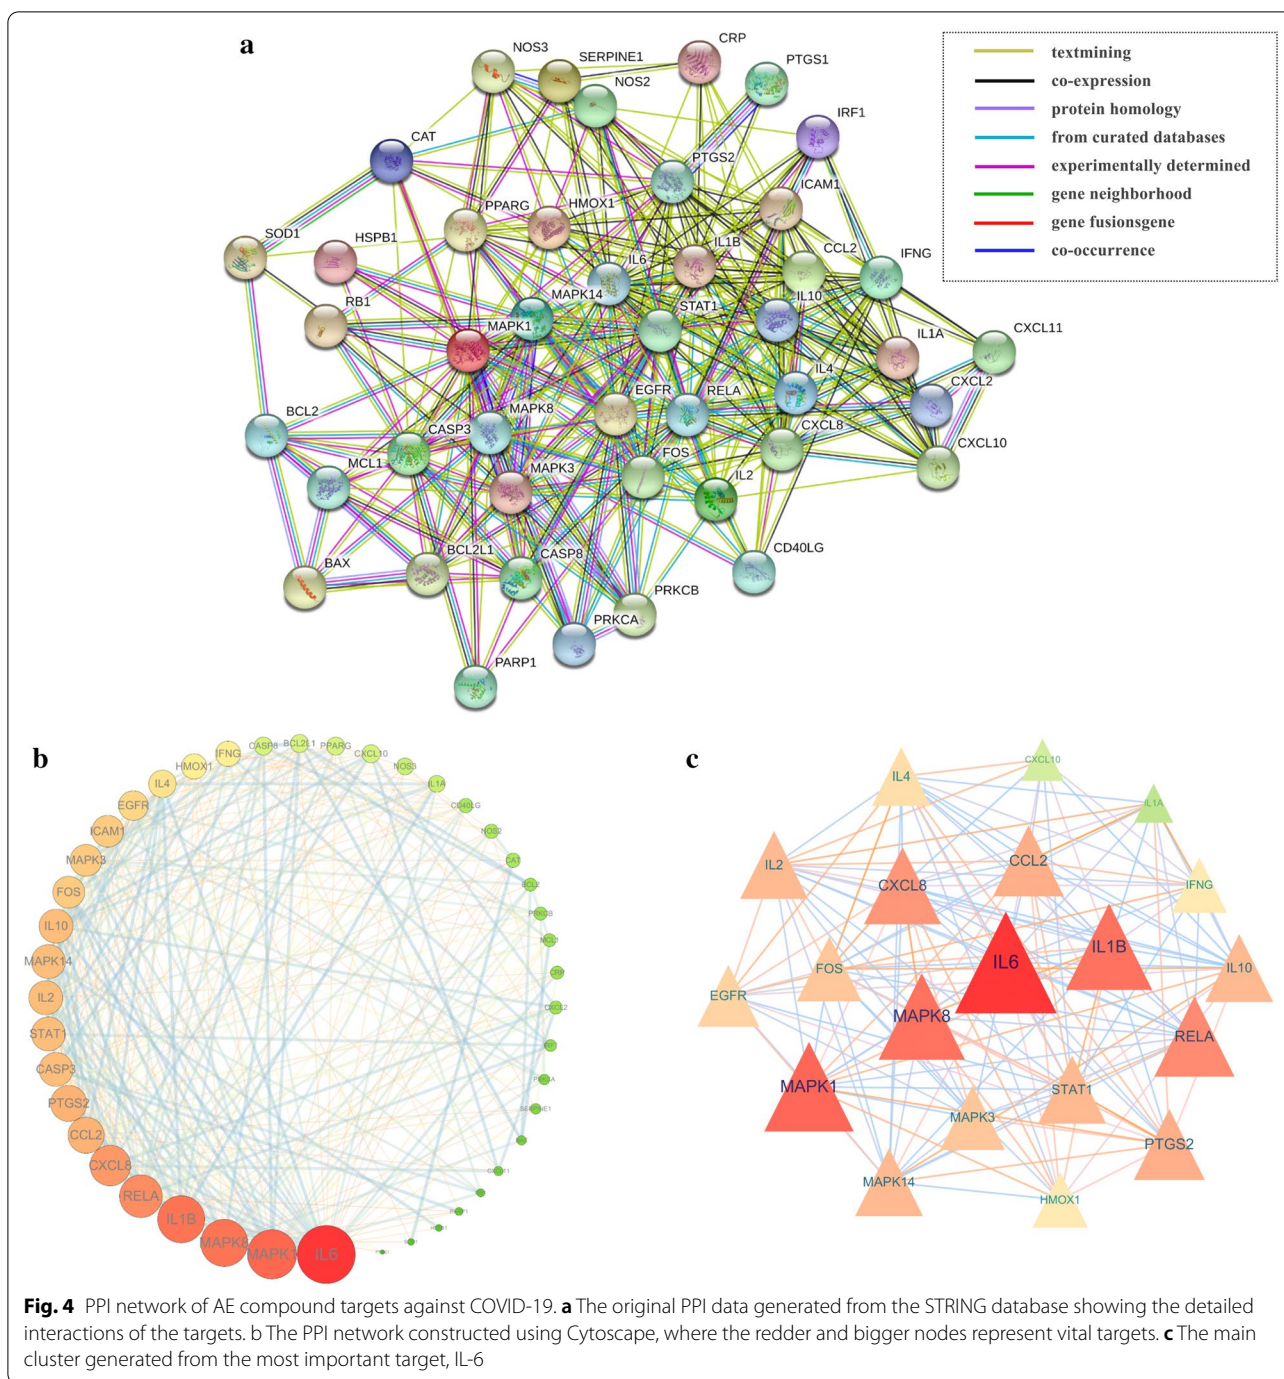 a
NOS3
SERPINE1
NOS2
CRP
PTGS1
IRF1
CAT
PTGS2
ICAM1
PPARG
HMOX1
SOD1
HSPB1
IL1B
CCL2
IFNG
IL6
RB1
MAPK14
STAT1
IL10
MAPK1
IL1A
CXCL11
IL4
CXCL2
EGFR
RELA
BCL2
MAPK8
CASP3
CXCL8
CXCL10
MCL1
MAPK3
FOS
IL2
BAX
BCL2L1
CASP8
CD40LG
PRKCB
PRKCA
PARP1
textmining
co-expression
protein homology
from curated databases
experimentally determined
gene neighborhood
gene fusionsgene
co-occurrence
b
IFNG
CASP8
BCL2L1
PPARG
CXCL10
HMOX1
NOS3
IL4
IL1A
EGFR
CD40LG
ICAM1
NOS2
MAPK3
CAT
FOS
BCL2
IL10
PRKCB
MAPK14
MCL1
IL2
CRP
STAT1
CXCL2
CASP3
PTGS2
SERPINE1
CCL2
CXCL8
CXCL11
RELA
IL1B
MAPK8
MAPK1
IL6
c
CXCL10
IL4
IL1A
IL2
CXCL8
CCL2
IFNG
IL6
IL1B
IL10
FOS
EGFR
MAPK8
RELA
MAPK1
STAT1
MAPK3
PTGS2
MAPK14
HMOX1
Fig. 4 PPI network of AE compound targets against COVID-19. a The original PPI data generated from the STRING database showing the detailed
interactions of the targets. b The PPI network constructed using Cytoscape, where the redder and bigger nodes represent vital targets. c The main
cluster generated from the most important target, IL-6